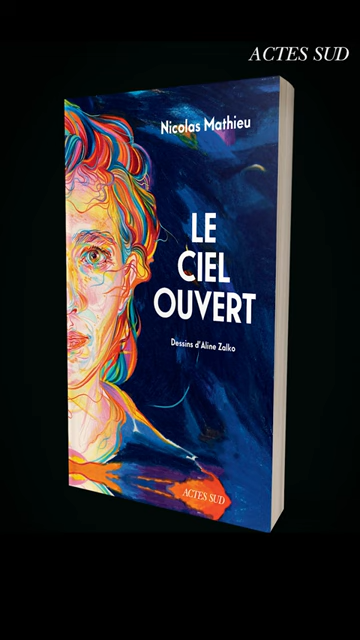 ACTES SUD
Nicolas Mathieu
LE
CIEL
OUVERT
Dessins d'Aline Zalko
ACTES SUD